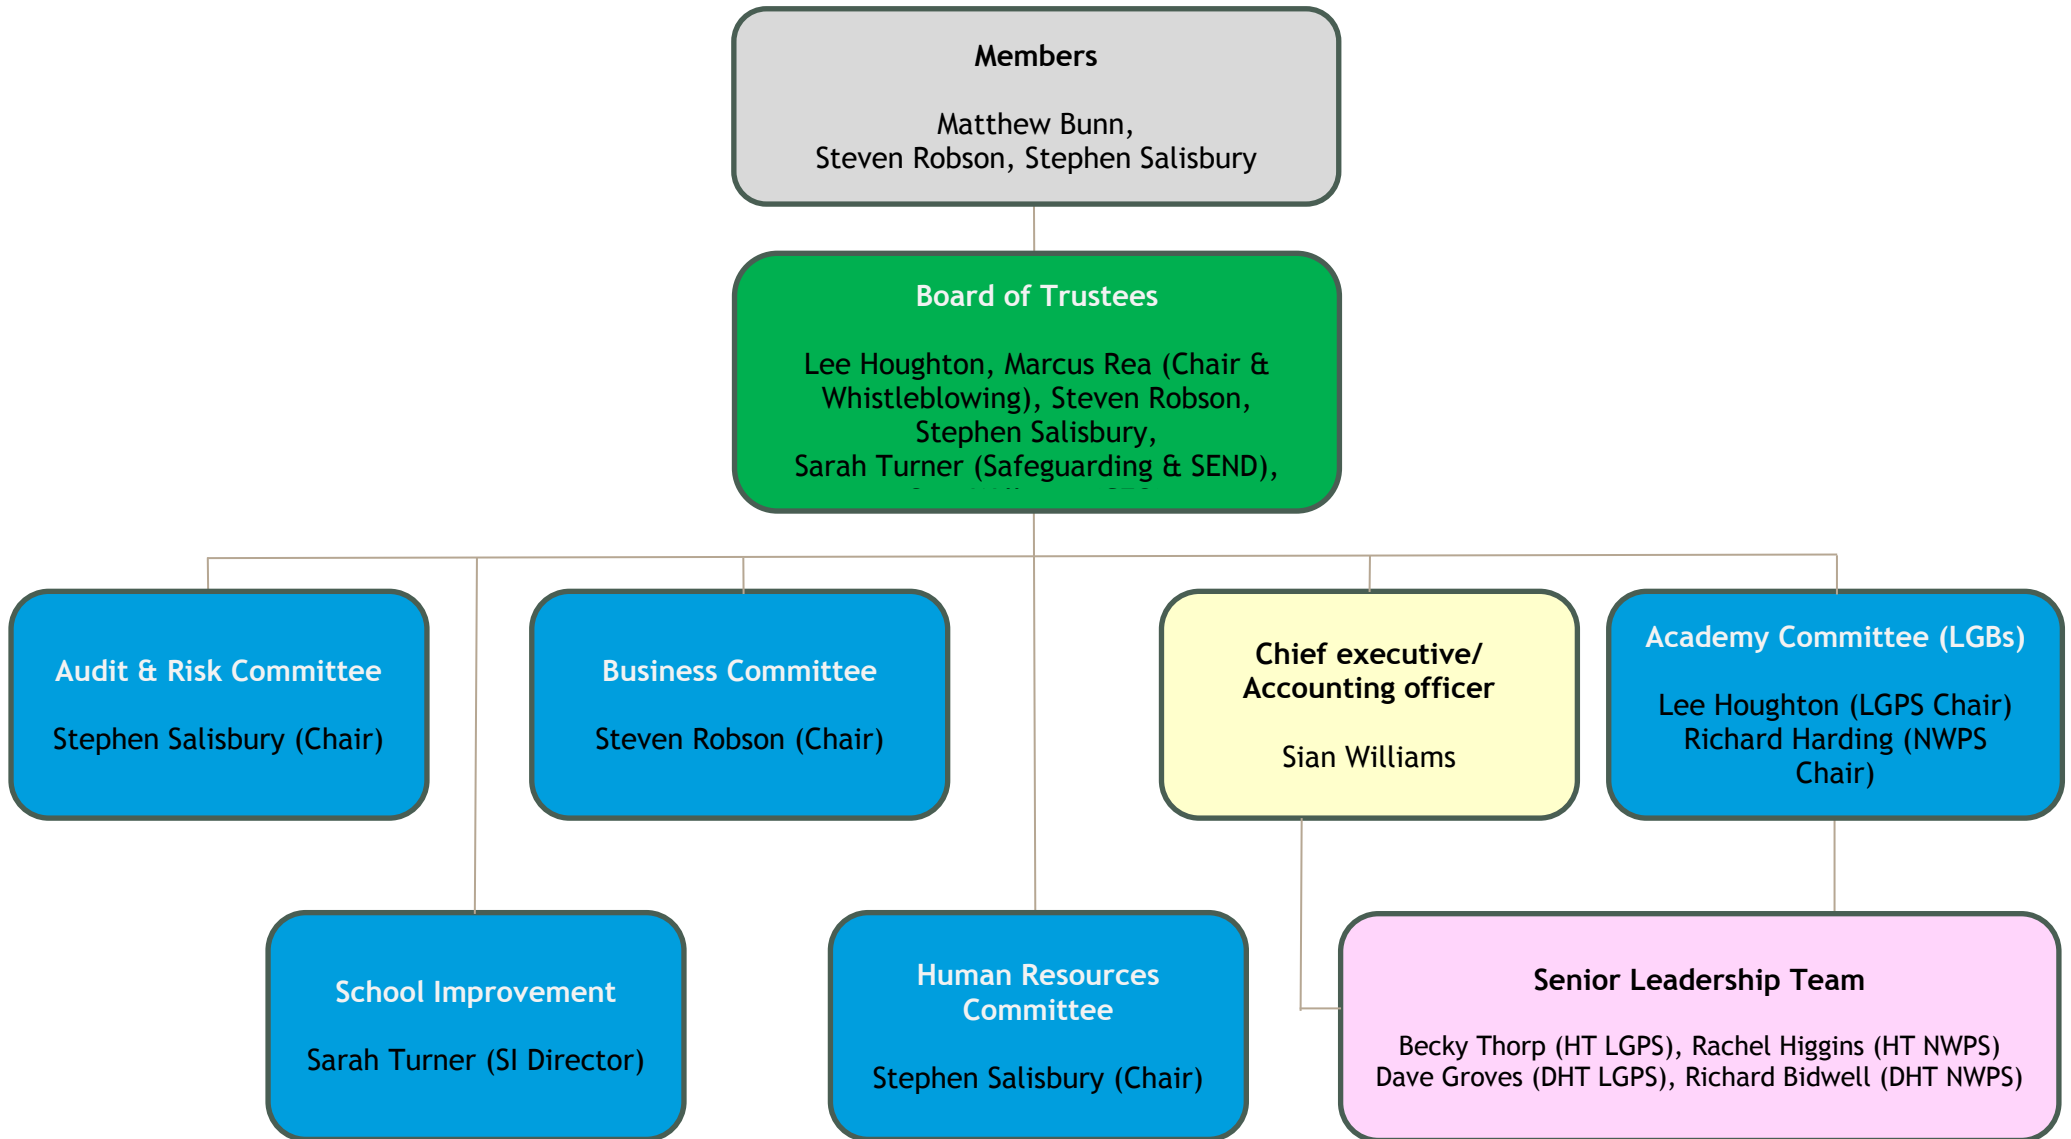 Members
Matthew Bunn,
Steven Robson, Stephen Salisbury
Board of Trustees
Lee Houghton, Marcus Rea (Chair &
Whistleblowing), Steven Robson,
Stephen Salisbury,
Sarah Turner (Safeguarding & SEND),
Audit & Risk Committee
Stephen Salisbury (Chair)
Business Committee
Steven Robson (Chair)
Chief executive/
Accounting officer
Sian Williams
Academy Committee (LGBs)
Lee Houghton (LGPS Chair)
Richard Harding (NWPS
Chair)
School Improvement
Sarah Turner (SI Director)
Human Resources
Committee
Stephen Salisbury (Chair)
Senior Leadership Team
Becky Thorp (HT LGPS), Rachel Higgins (HT NWPS)
Dave Groves (DHT LGPS), Richard Bidwell (DHT NWPS)